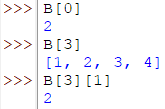 >>> B[0]
2
>>> B[3]
[1, 2, 3, 4]
>>> B[3][1]
2